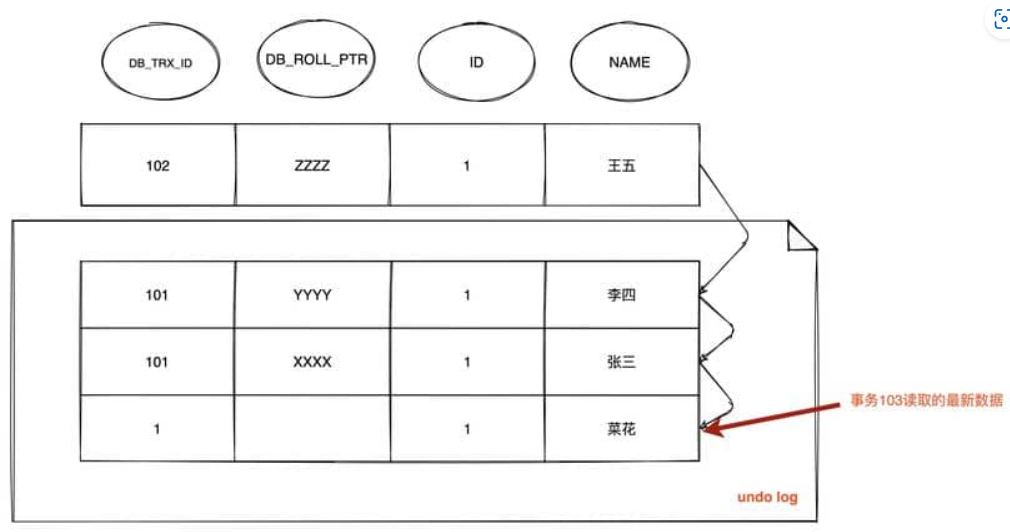 DB_TRX_ID DB_ROLL_PTR ID NAME
102 ZZZZ 1 王五
101 YYYY 1 李四
101 XXXX 1 张三
事务103读取的最新数据
1 1 菜花
undo log